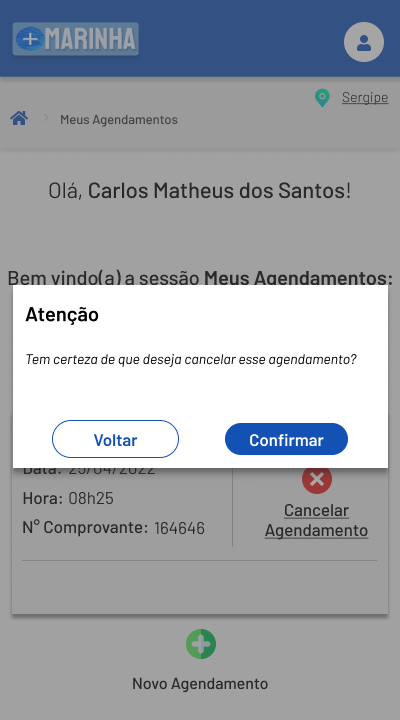 MARINHA
Sergipe
Meus Agendamentos
Olá, Carlos Matheus dos Santos!
Bem vindo(a) a sessão Meus Agendamentos:
Atenção
Tem certeza de que deseja cancelar esse agendamento?
Voltar
Confirmar
Data: 25/04/2022
Hora: 08h25
N° Comprovante: 164646
Cancelar
Agendamento
Novo Agendamento